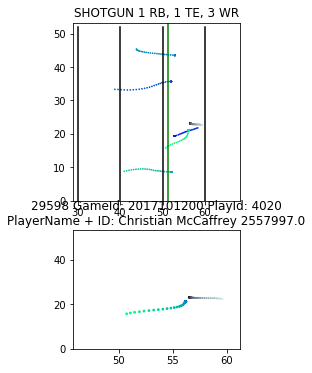 SHOTGUN 1 RB, 1 TE, 3 WR
50
40
30
20
10
0
30 40 50 60
29598 GameId: 2017101200 PlayId: 4020
PlayerName + ID: Christian McCaffrey 2557997.0
40
20
0
50 55 60